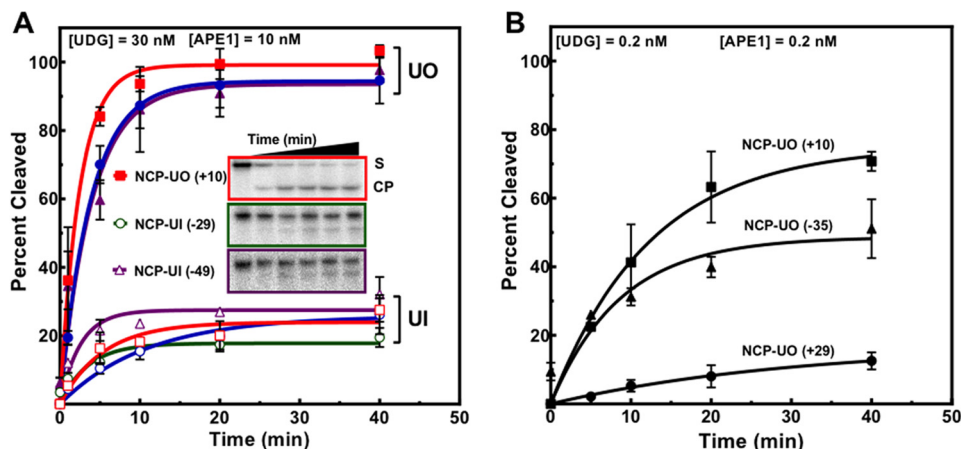 A
[UDG] = 30 nM [APE1] = 10 nM
100
80
60
40
20
0
Percent Cleaved
UO
Time (min)
NCP-UO (+10)
S
CP
NCP-UI (-29)
NCP-UI (-49)
UI
0 10 20 30 40 50
Time (min)
B
[UDG] = 0.2 nM [APE1] = 0.2 nM
100
80
60
40
20
0
Percent Cleaved
NCP-UO (+10)
NCP-UO (-35)
NCP-UO (+29)
0 10 20 30 40 50
Time (min)